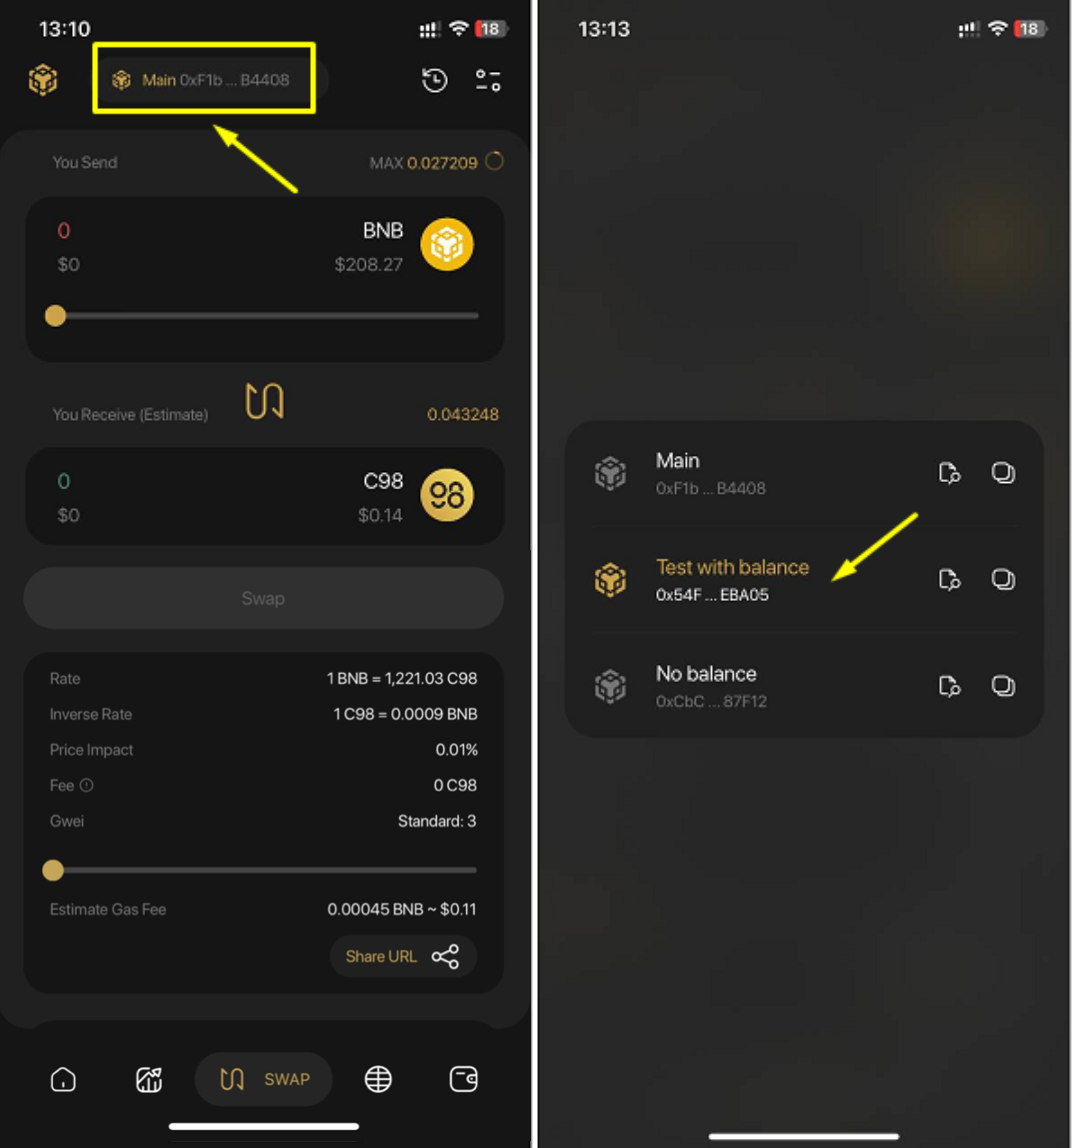 13:10
18
Main 0xF1b ... B4408
You Send
MAX 0.027209
0
BNB
$0
$208.27
You Receive (Estimate)
0.043248
0
C98
$0
$0.14
Swap
Rate
1 BNB = 1,221.03 C98
Inverse Rate
1 C98 = 0.0009 BNB
Price Impact
0.01%
Fee
0 C98
Gwei
Standard: 3
Estimate Gas Fee
0.00045 BNB ~ $0.11
Share URL
SWAP
13:13
18
Main
0xF1b ... B4408
Test with balance
0x54F ... EBA05
No balance
0xCbC ... 87F12